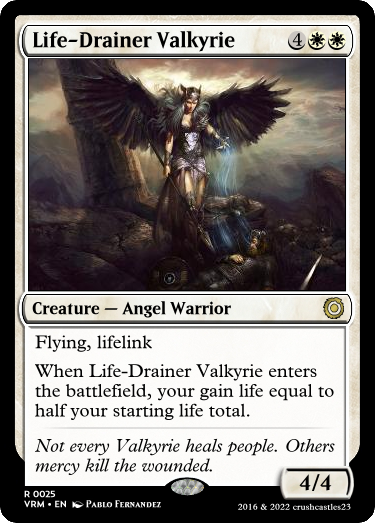 Life-Drainer Valkyrie 4
Creature — Angel Warrior
Flying, lifelink
When Life-Drainer Valkyrie enters
the battlefield, your gain life equal to
half your starting life total.
Not every Valkyrie heals people. Others
mercy kill the wounded.
4/4
R 0025
VRM • EN Pablo Fernandez
2016 & 2022 crushcastles23